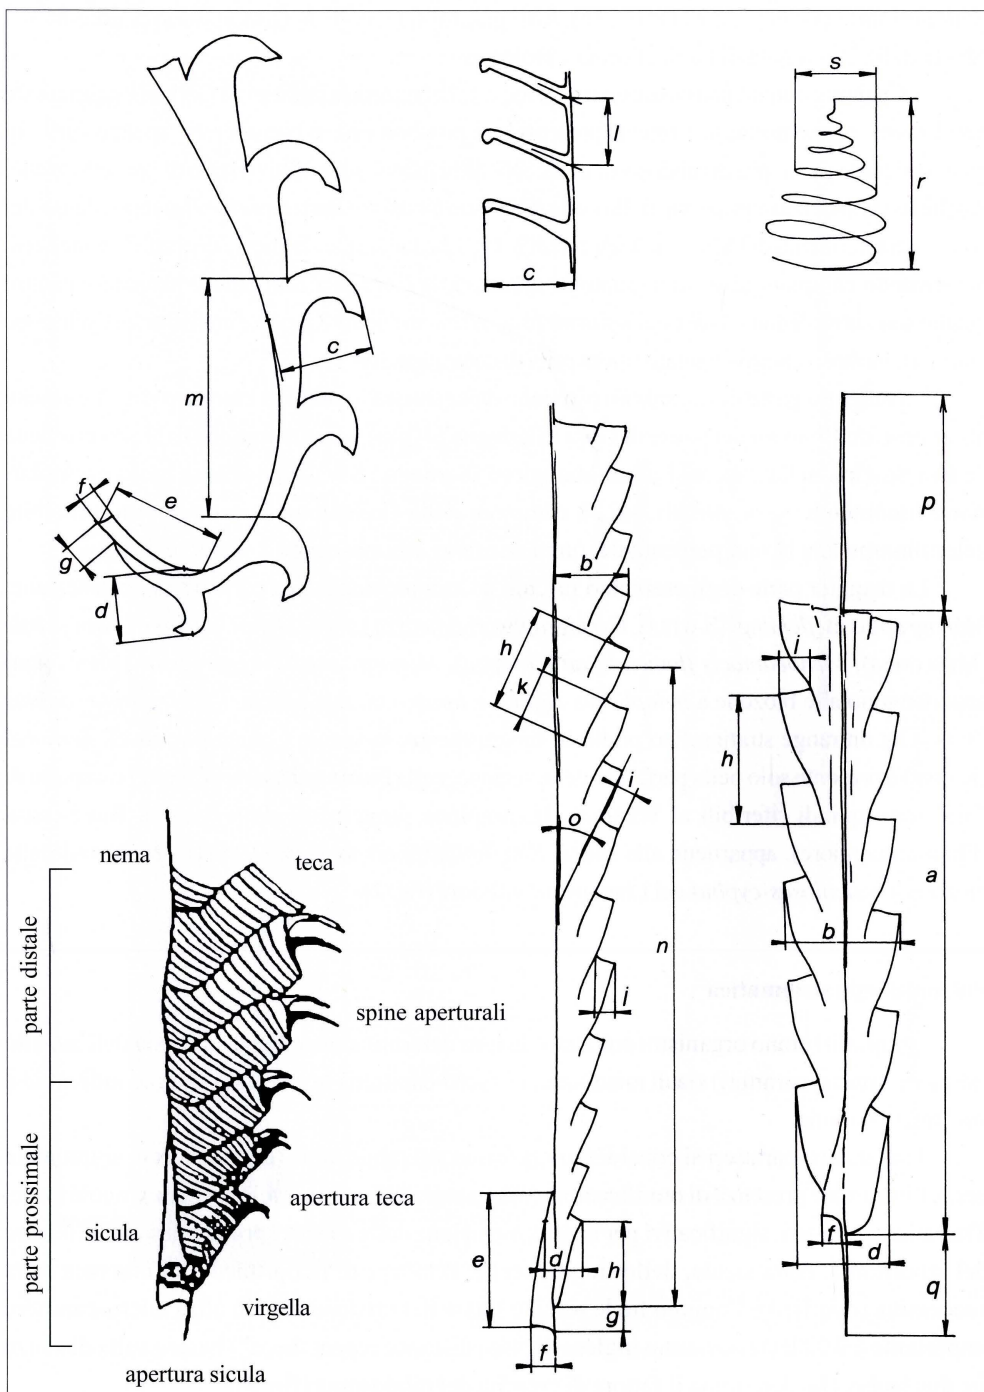 s
l
r
c
c
m
f
e
g
d
p
b
h
k
i
h
i
o
a
n
b
i
nema
teca
parte distale
spine aperturali
parte prossimale
apertura teca
sicula
e
d
h
f
d
virgella
g
q
f
apertura sicula